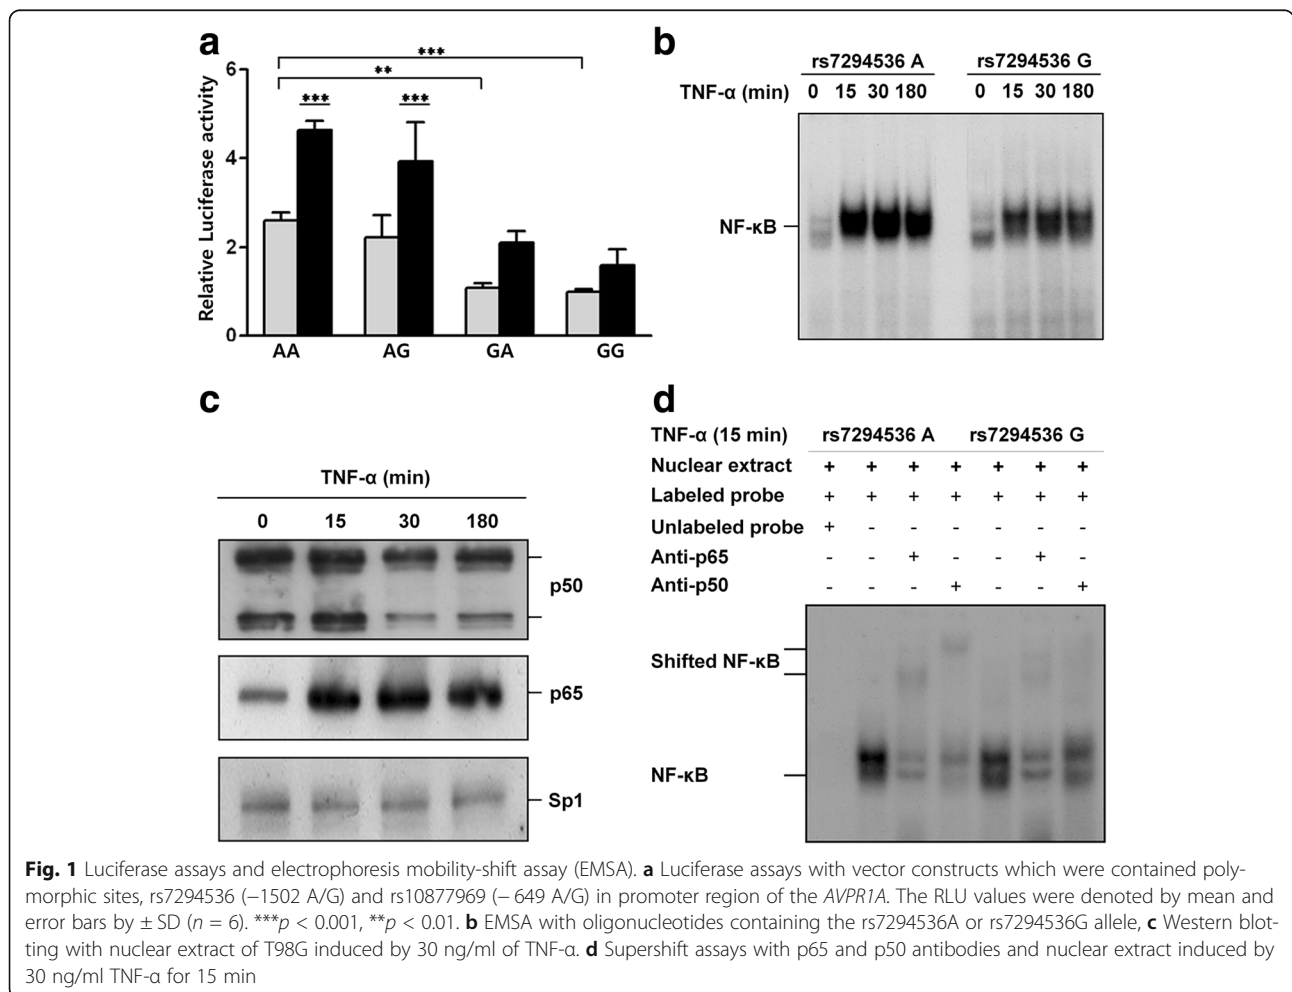 a
***
**
***
***
6
4
2
0
Relative Luciferase activity
AA AG GA GG
b
rs7294536 A rs7294536 G
TNF-α (min) 0 15 30 180 0 15 30 180
NF-κB
c
TNF-α (min)
0 15 30 180
p50
p65
Sp1
d
TNF-α (15 min) rs7294536 A rs7294536 G
Nuclear extract + + + + + + +
Labeled probe + + + + + + +
Unlabeled probe + - - - - - -
Anti-p65 - - + - - + -
Anti-p50 - - - + - - +
Shifted NF-κB
NF-κB
Fig. 1 Luciferase assays and electrophoresis mobility-shift assay (EMSA). a Luciferase assays with vector constructs which were contained poly-
morphic sites, rs7294536 (−1502 A/G) and rs10877969 (− 649 A/G) in promoter region of the AVPR1A. The RLU values were denoted by mean and
error bars by ± SD (n = 6). ***p < 0.001, **p < 0.01. b EMSA with oligonucleotides containing the rs7294536A or rs7294536G allele, c Western blot-
ting with nuclear extract of T98G induced by 30 ng/ml of TNF-α. d Supershift assays with p65 and p50 antibodies and nuclear extract induced by
30 ng/ml TNF-α for 15 min